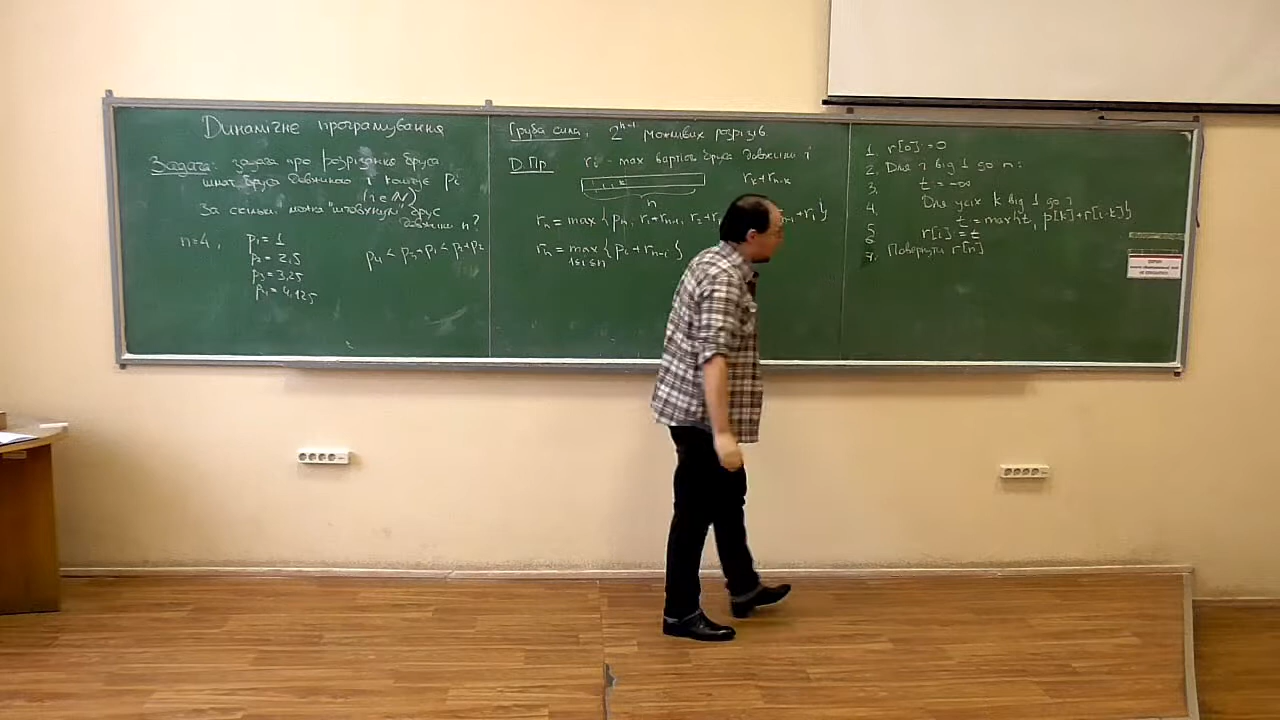 Динамічне програмування
Задача: задача про розрізання бруса
шмат бруса довжиною i коштує pi
(i∈N)
За скільки можна "штовхнути" брус
довжини n?
n=4, p₁ = 1
p₂ = 2,5
p₃ = 3,25
p₄ = 4,125
p₄ < p₃+p₁ < p₂+p₂
Груба сила: 2ⁿ⁻¹ можливих розрізів
Д.Пр ri - max вартість бруса довжини i
rk+rn-k
n
rn = max {pn, r₁+rn-1, r₂+r n-1+r₁}
rn = max {pi + rn-i}
1≤i≤n
1. r[0]:=0
2. Для i від 1 до n:
3. t = -∞
4. Для усіх k від 1 до i
t = max{t, p[k]+r[i-k]}
5
6 r[i] = t
7. Повернути r[n]